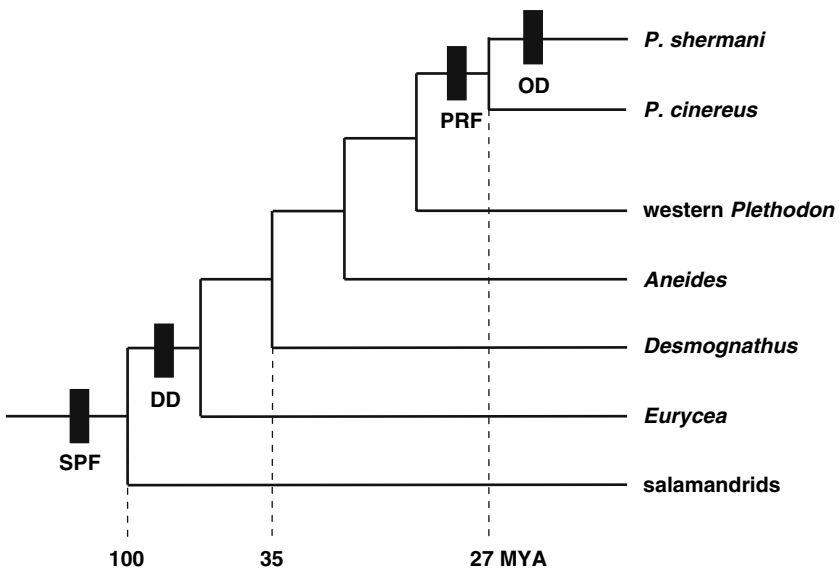 P. shermani
OD
P. cinereus
PRF
western Plethodon
Aneides
Desmognathus
DD
Eurycea
SPF
salamandrids
100 35 27 MYA